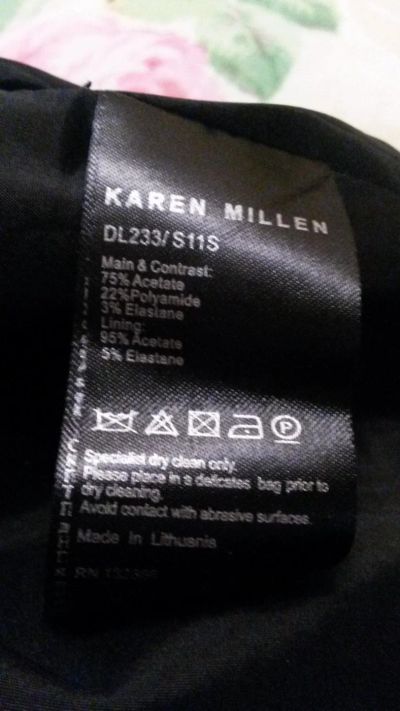 KAREN MILLEN
DL233/S11S
Main & Contrast:
75% Acetate
22%Polyamide
3% Elastane
Lining:
95% Acetate
5% Elastane
P
Specialist dry clean only.
Please place in a delicates bag prior to
dry cleaning.
Avoid contact with abrasive surfaces.
Made In Lithuania
RN